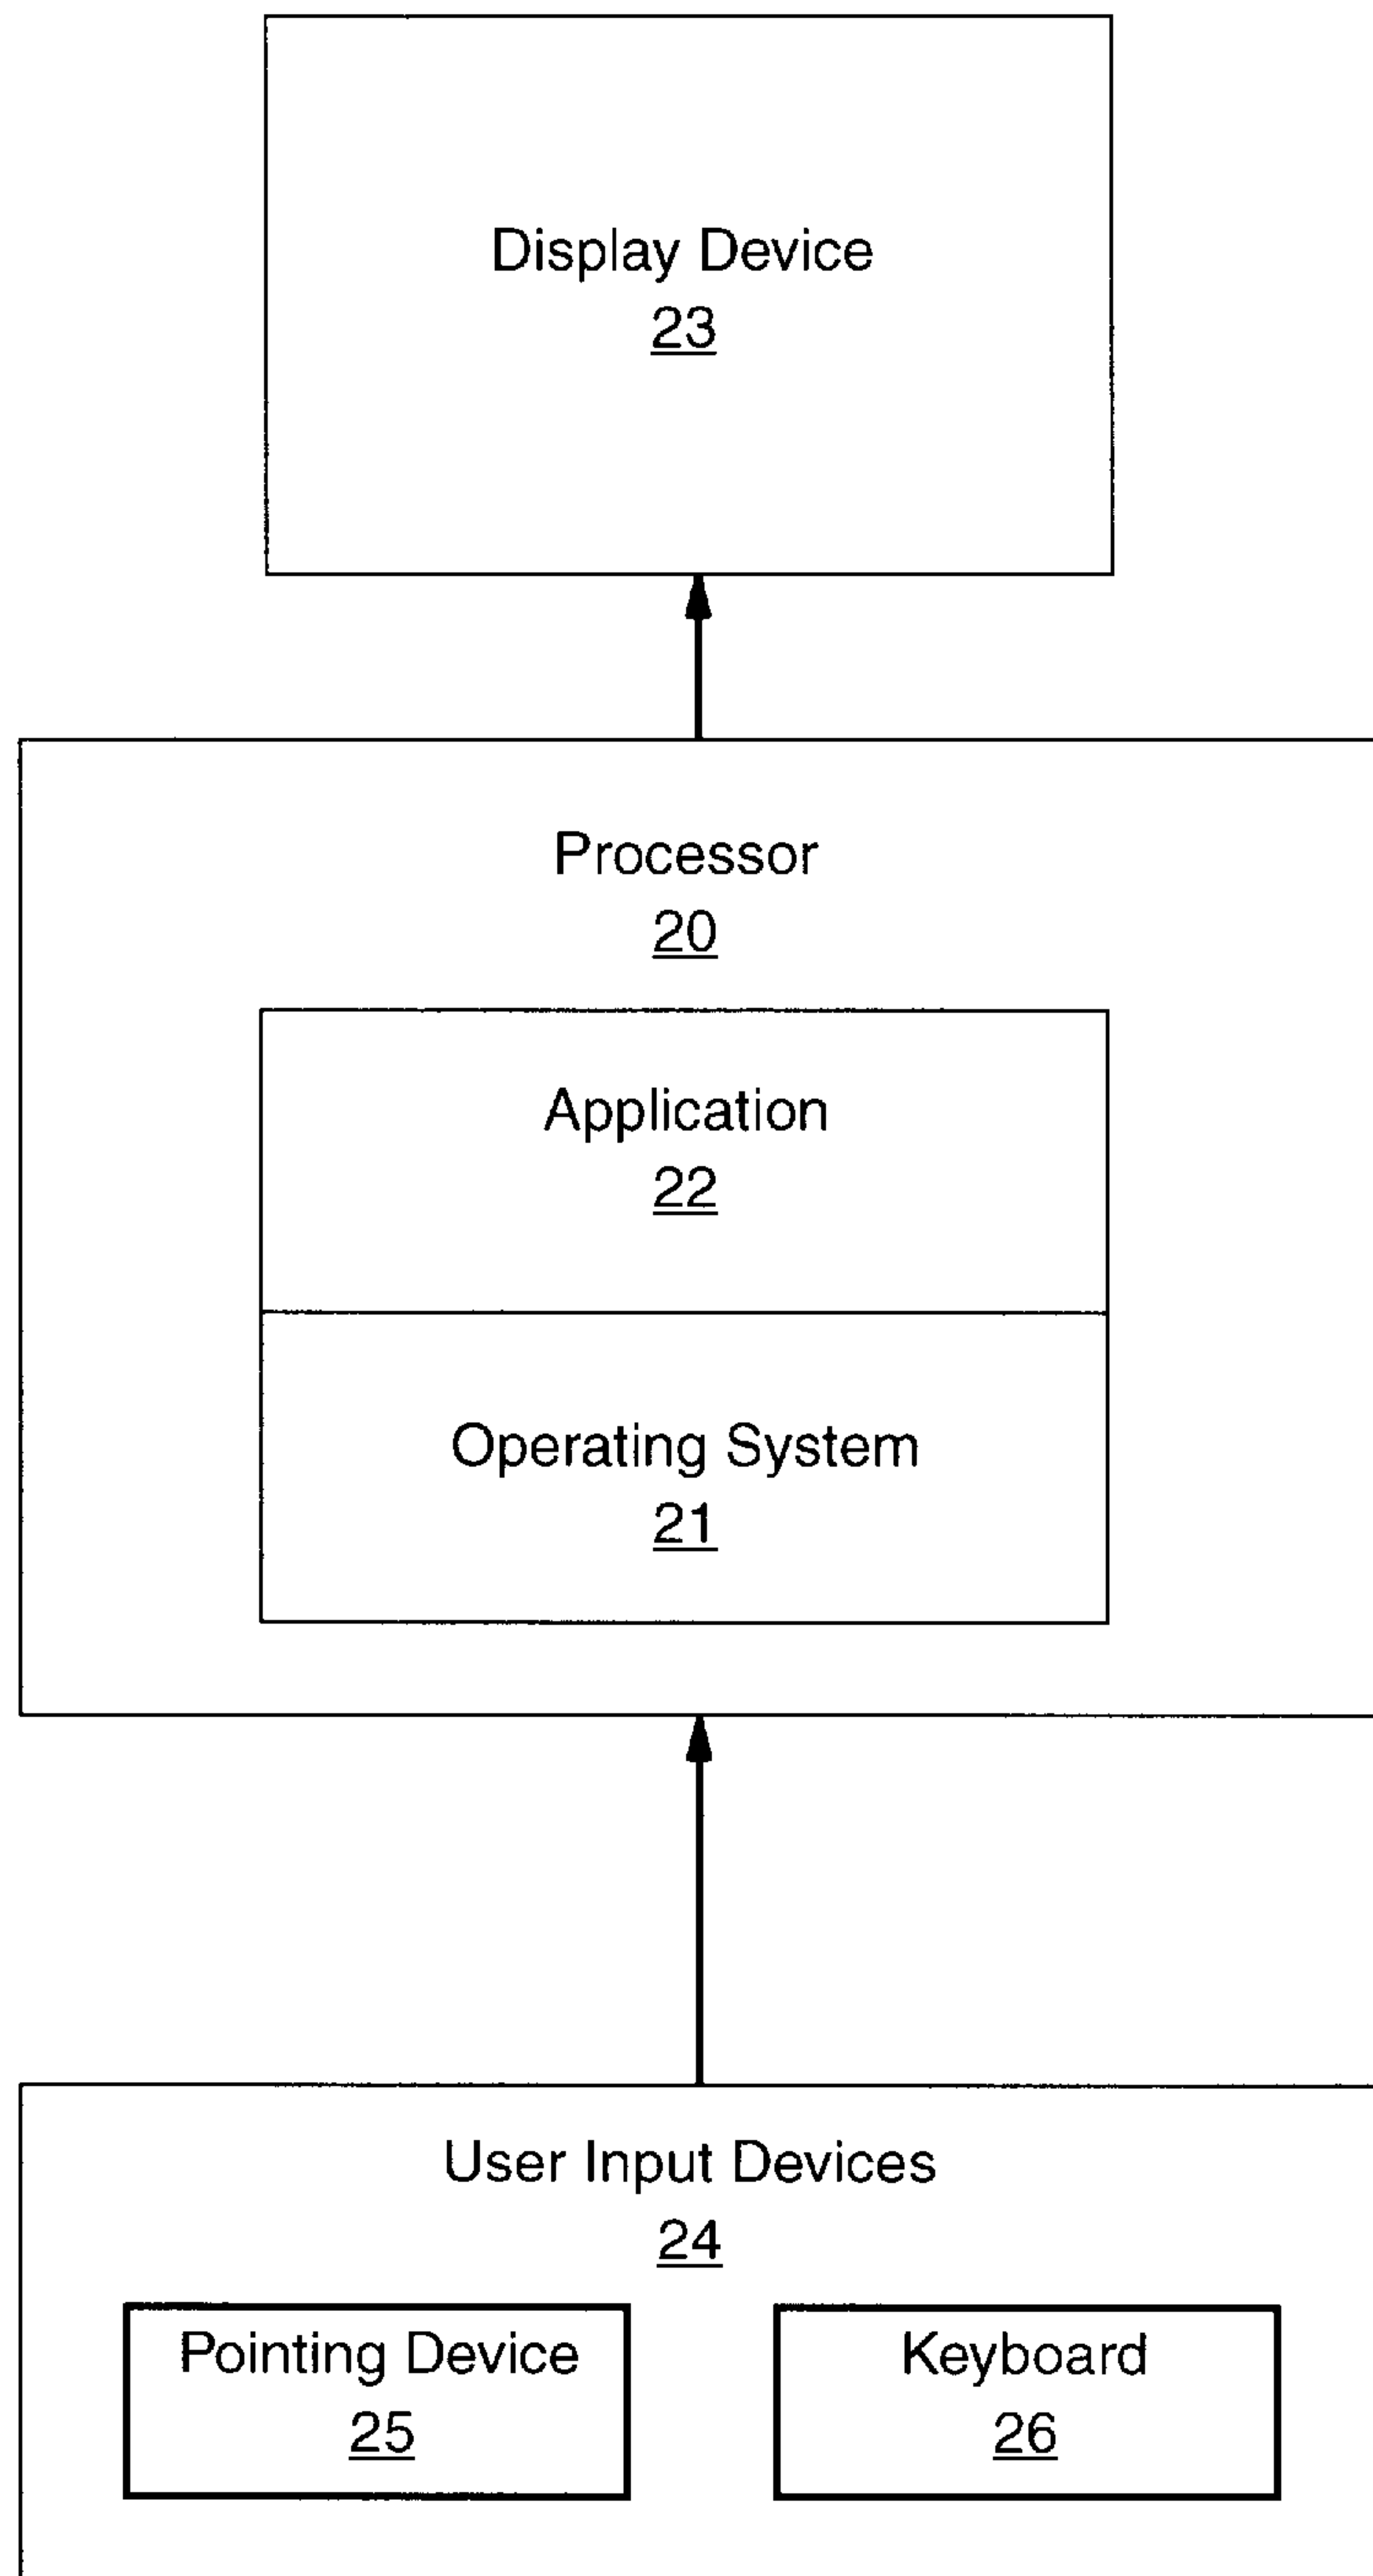 Display Device
23
Processor
20
Application
22
Operating System
21
User Input Devices
24
Pointing Device
25
Keyboard
26